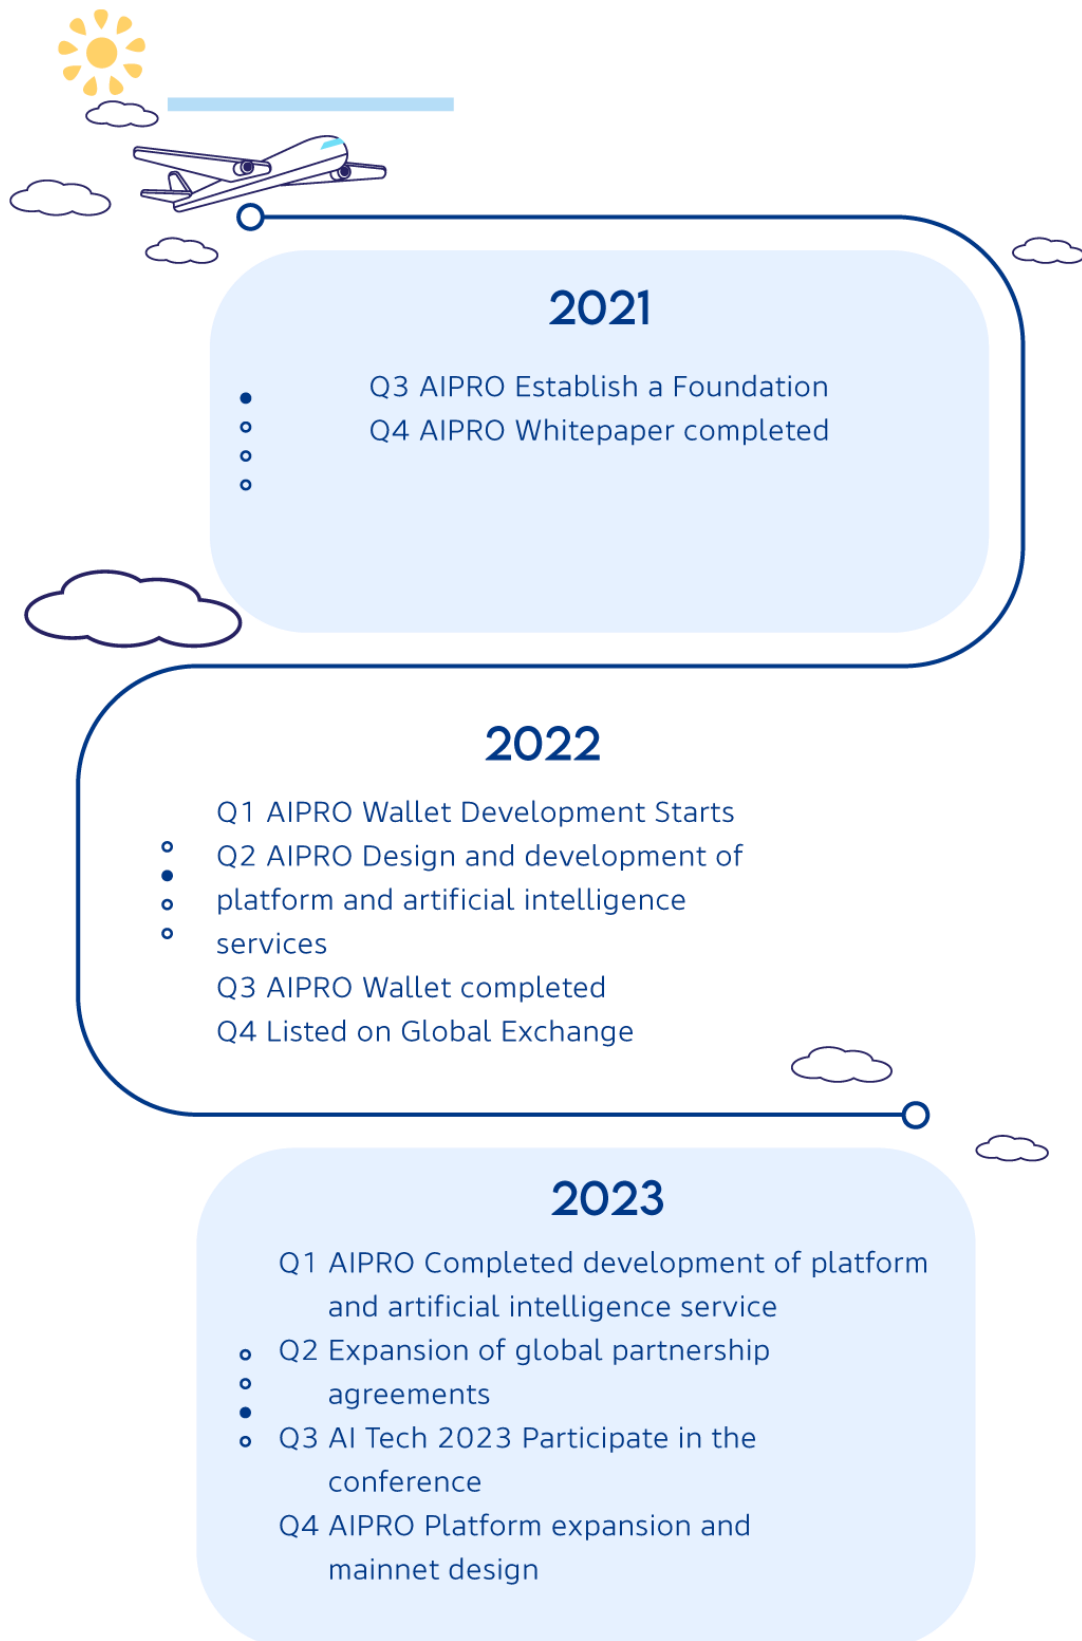 2021
Q3 AIPRO Establish a Foundation
Q4 AIPRO Whitepaper completed
2022
Q1 AIPRO Wallet Development Starts
Q2 AIPRO Design and development of
platform and artificial intelligence
services
Q3 AIPRO Wallet completed
Q4 Listed on Global Exchange
2023
Q1 AIPRO Completed development of platform
and artificial intelligence service
Q2 Expansion of global partnership
agreements
Q3 AI Tech 2023 Participate in the
conference
Q4 AIPRO Platform expansion and
mainnet design